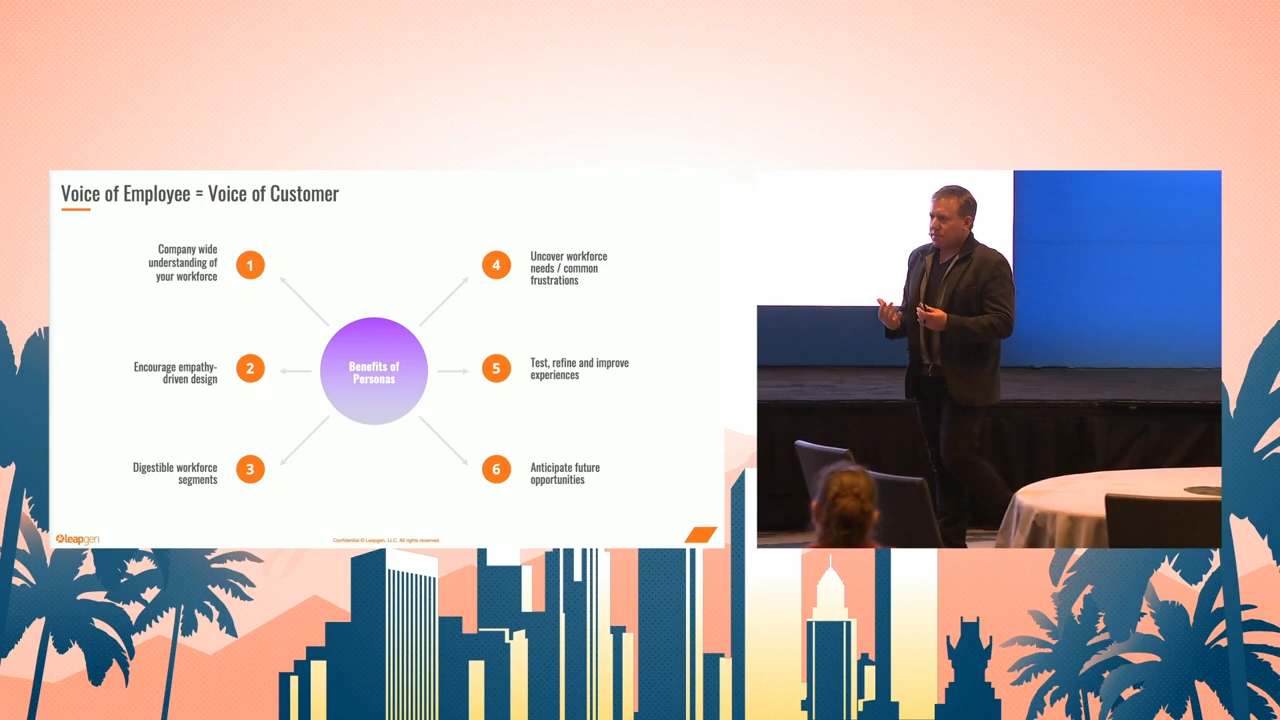 Voice of Employee = Voice of Customer
Company wide
understanding of
your workforce
1
Encourage empathy-
driven design
2
Digestible workforce
segments
3
Benefits of
Personas
4
Uncover workforce
needs / common
frustrations
5
Test, refine and improve
experiences
6
Anticipate future
opportunities
leapgen
Confidential © Leapgen, LLC. All rights reserved.